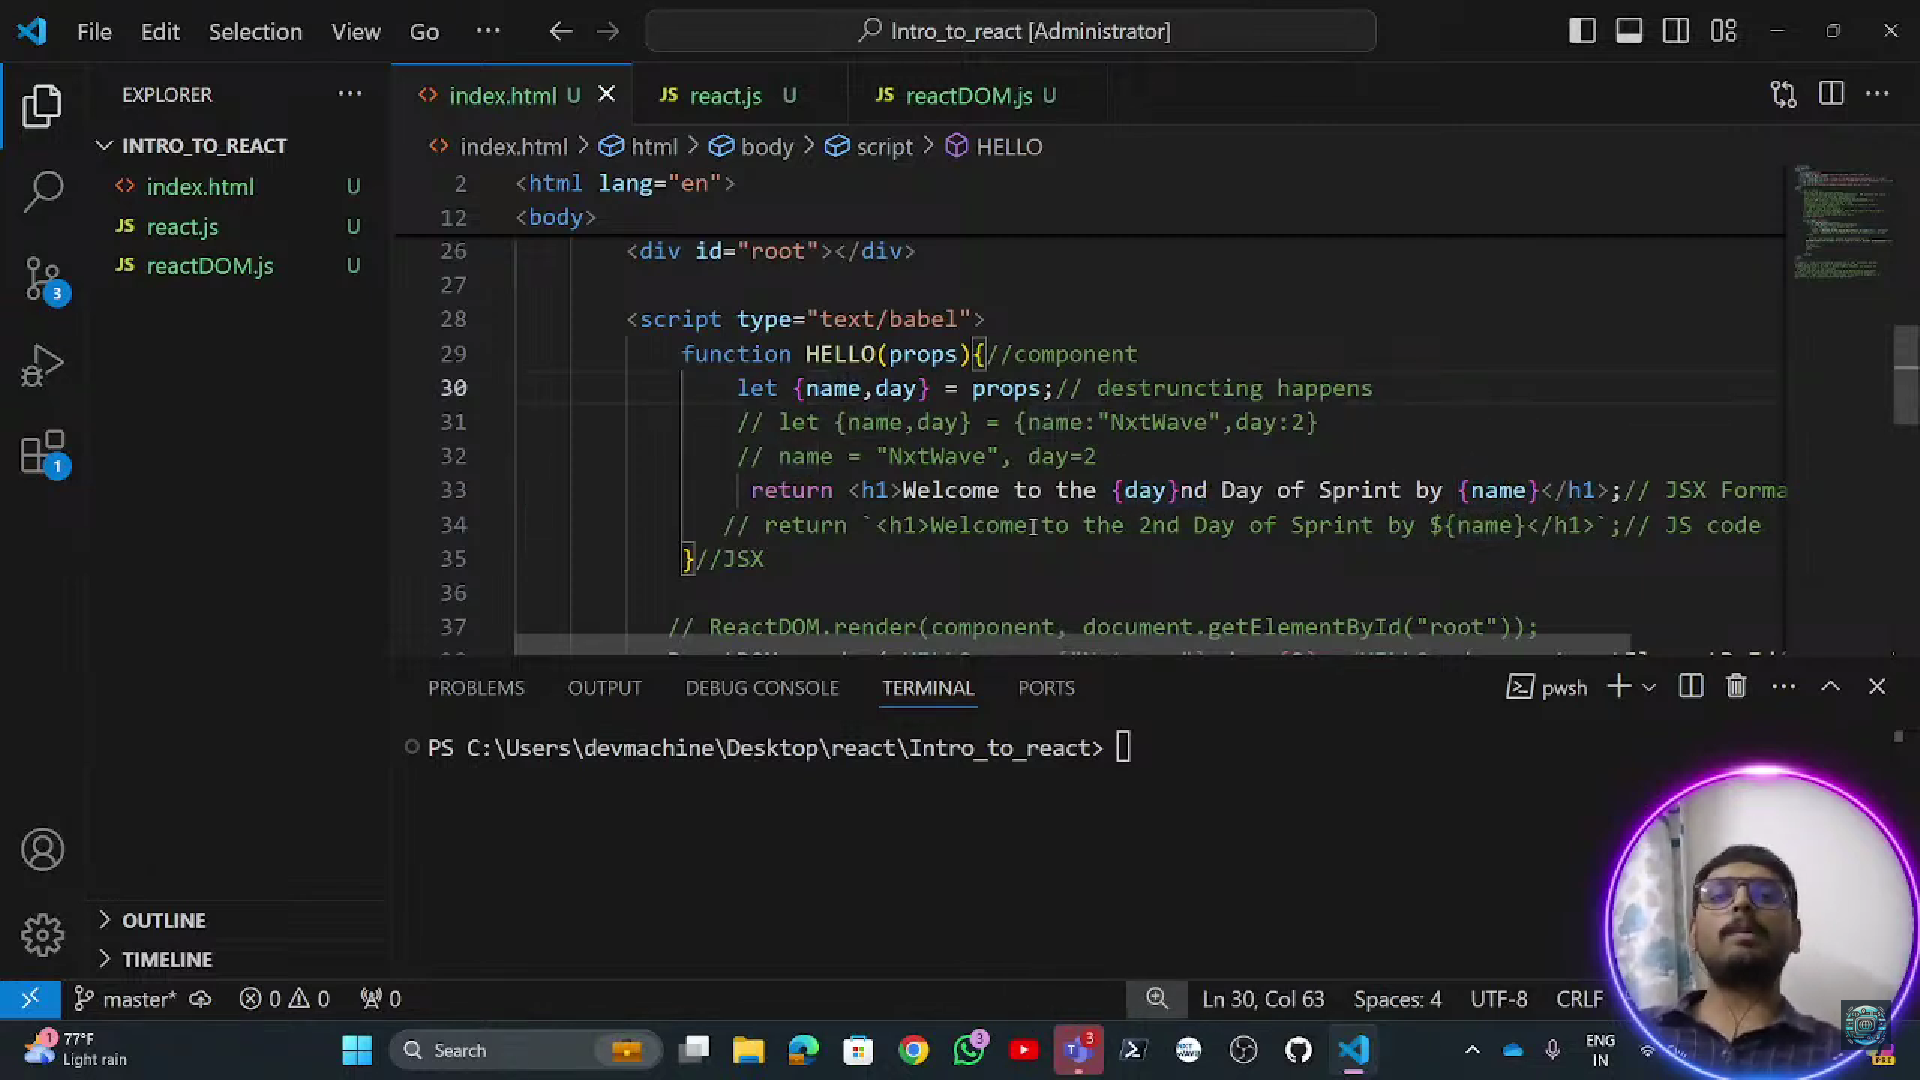 File Edit Selection View Go ··· Intro_to_react [Administrator]
EXPLORER ···
INTRO_TO_REACT
index.html U
JS react.js U
JS reactDOM.js U
OUTLINE
TIMELINE
3
1
index.html U JS react.js U JS reactDOM.js U
index.html > html > body > script > HELLO
2 <html lang="en">
12 <body>
26 <div id="root"></div>
27
28 <script type="text/babel">
29 function HELLO(props){//component
30 let {name,day} = props;// destruncting happens
31 // let {name,day} = {name:"NxtWave",day:2}
32 // name = "NxtWave", day=2
33 return <h1>Welcome to the {day}nd Day of Sprint by {name}</h1>;// JSX Forma
34 // return `<h1>Welcome to the 2nd Day of Sprint by ${name}</h1>`;// JS code
35 }//JSX
36
37 // ReactDOM.render(component, document.getElementById("root"));
PROBLEMS OUTPUT DEBUG CONSOLE TERMINAL PORTS pwsh
PS C:\Users\devmachine\Desktop\react\Intro_to_react>
master* 0 0 0 Ln 30, Col 63 Spaces: 4 UTF-8 CRLF
1 77°F
Light rain
Search
3
3
ENG
IN